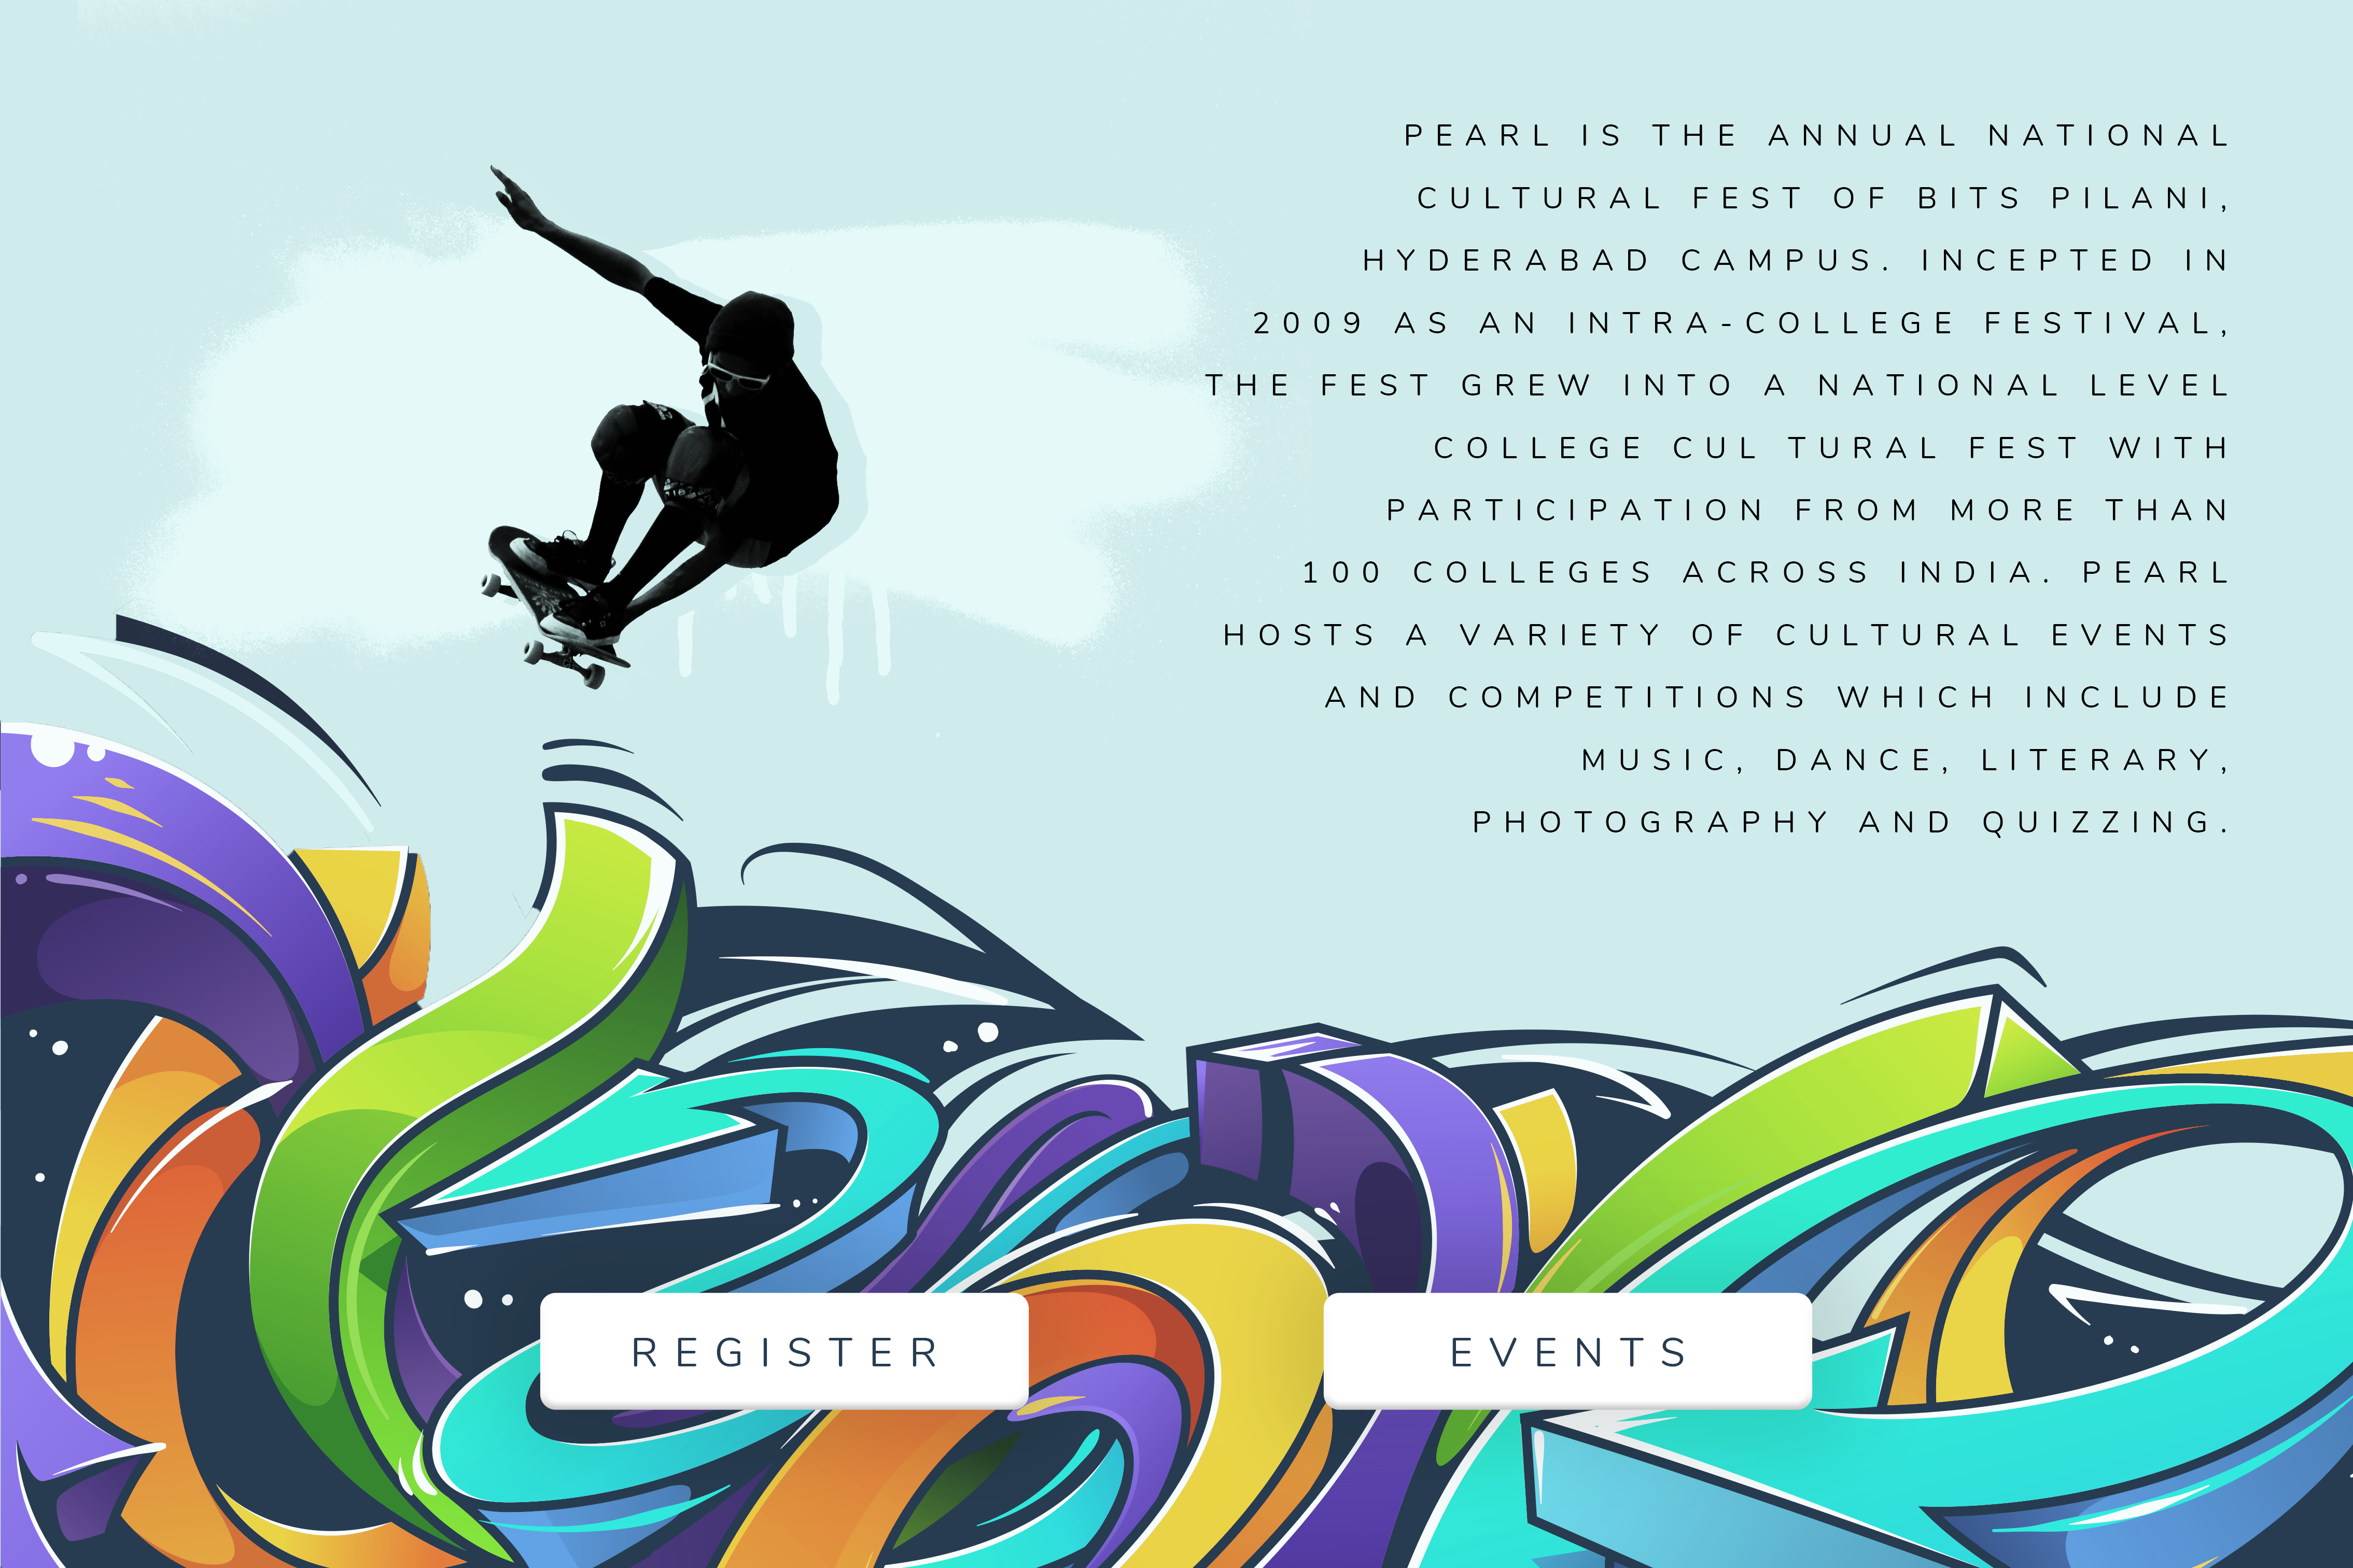 PEARL IS THE ANNUAL NATIONAL
CULTURAL FEST OF BITS PILANI,
HYDERABAD CAMPUS. INCEPTED IN
2009 AS AN INTRA-COLLEGE FESTIVAL,
THE FEST GREW INTO A NATIONAL LEVEL
COLLEGE CUL TURAL FEST WITH
PARTICIPATION FROM MORE THAN
100 COLLEGES ACROSS INDIA. PEARL
HOSTS A VARIETY OF CULTURAL EVENTS
AND COMPETITIONS WHICH INCLUDE
MUSIC, DANCE, LITERARY,
PHOTOGRAPHY AND QUIZZING.
REGISTER
EVENTS